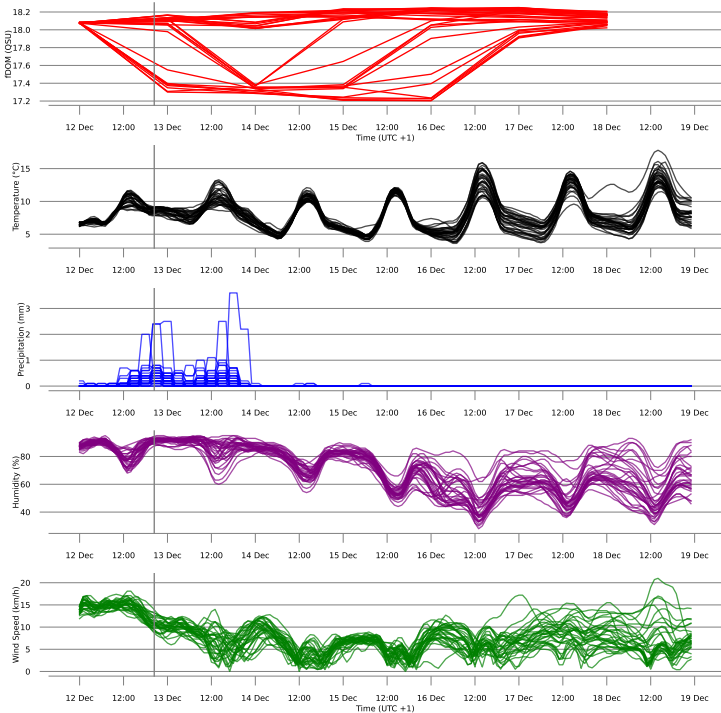 18.2
18.0
17.8
17.6
17.4
17.2
fDOM (QSU)
12 Dec 12:00 13 Dec 12:00 14 Dec 12:00 15 Dec 12:00 16 Dec 12:00 17 Dec 12:00 18 Dec 12:00 19 Dec
Time (UTC +1)
15
10
5
Temperature (°C)
12 Dec 12:00 13 Dec 12:00 14 Dec 12:00 15 Dec 12:00 16 Dec 12:00 17 Dec 12:00 18 Dec 12:00 19 Dec
3
2
1
0
Precipitation (mm)
12 Dec 12:00 13 Dec 12:00 14 Dec 12:00 15 Dec 12:00 16 Dec 12:00 17 Dec 12:00 18 Dec 12:00 19 Dec
80
60
40
Humidity (%)
12 Dec 12:00 13 Dec 12:00 14 Dec 12:00 15 Dec 12:00 16 Dec 12:00 17 Dec 12:00 18 Dec 12:00 19 Dec
20
15
10
5
0
Wind Speed (km/h)
12 Dec 12:00 13 Dec 12:00 14 Dec 12:00 15 Dec 12:00 16 Dec 12:00 17 Dec 12:00 18 Dec 12:00 19 Dec
Time (UTC +1)